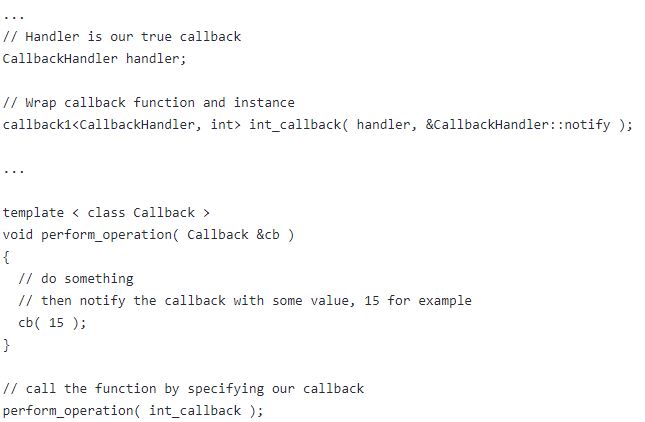 ...
// Handler is our true callback
CallbackHandler handler;
// Wrap callback function and instance
callback1<CallbackHandler, int> int_callback( handler, &CallbackHandler::notify );
...
template < class Callback >
void perform_operation( Callback &cb )
{
  // do something
  // then notify the callback with some value, 15 for example
  cb( 15 );
}
// call the function by specifying our callback
perform_operation( int_callback );